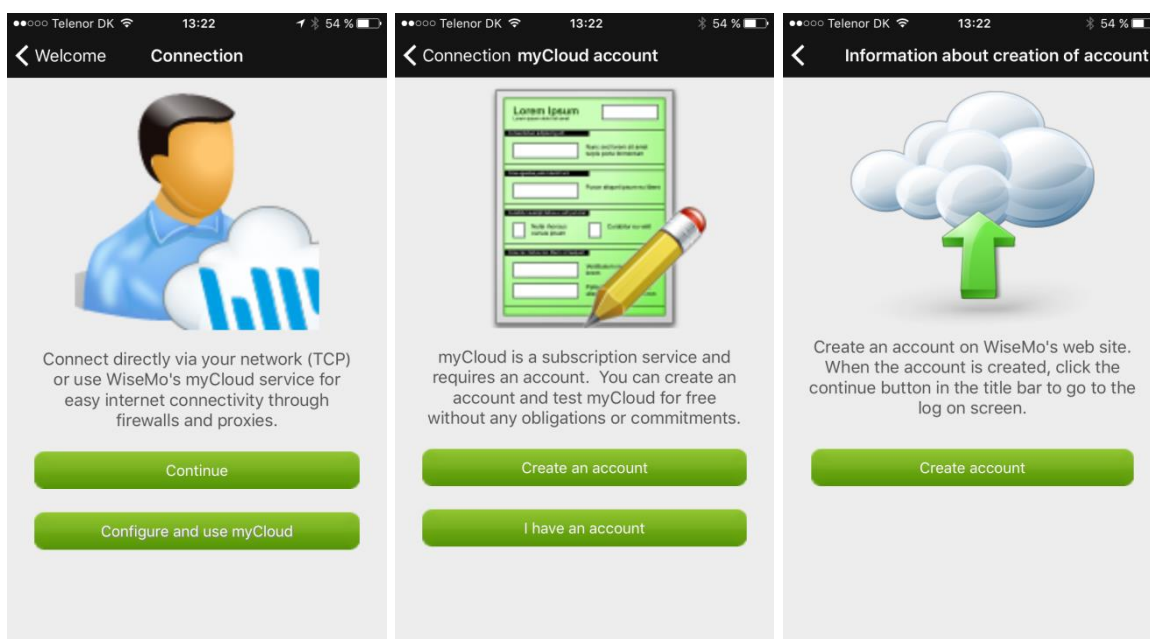 Telenor DK 13:22 54 %
Welcome Connection
Connect directly via your network (TCP)
or use WiseMo's myCloud service for
easy internet connectivity through
firewalls and proxies.
Continue
Configure and use myCloud
Telenor DK 13:22 54 %
Connection myCloud account
Lorem Ipsum
myCloud is a subscription service and
requires an account. You can create an
account and test myCloud for free
without any obligations or commitments.
Create an account
I have an account
Telenor DK 13:22 54 %
Information about creation of account
Create an account on WiseMo's web site.
When the account is created, click the
continue button in the title bar to go to the
log on screen.
Create account